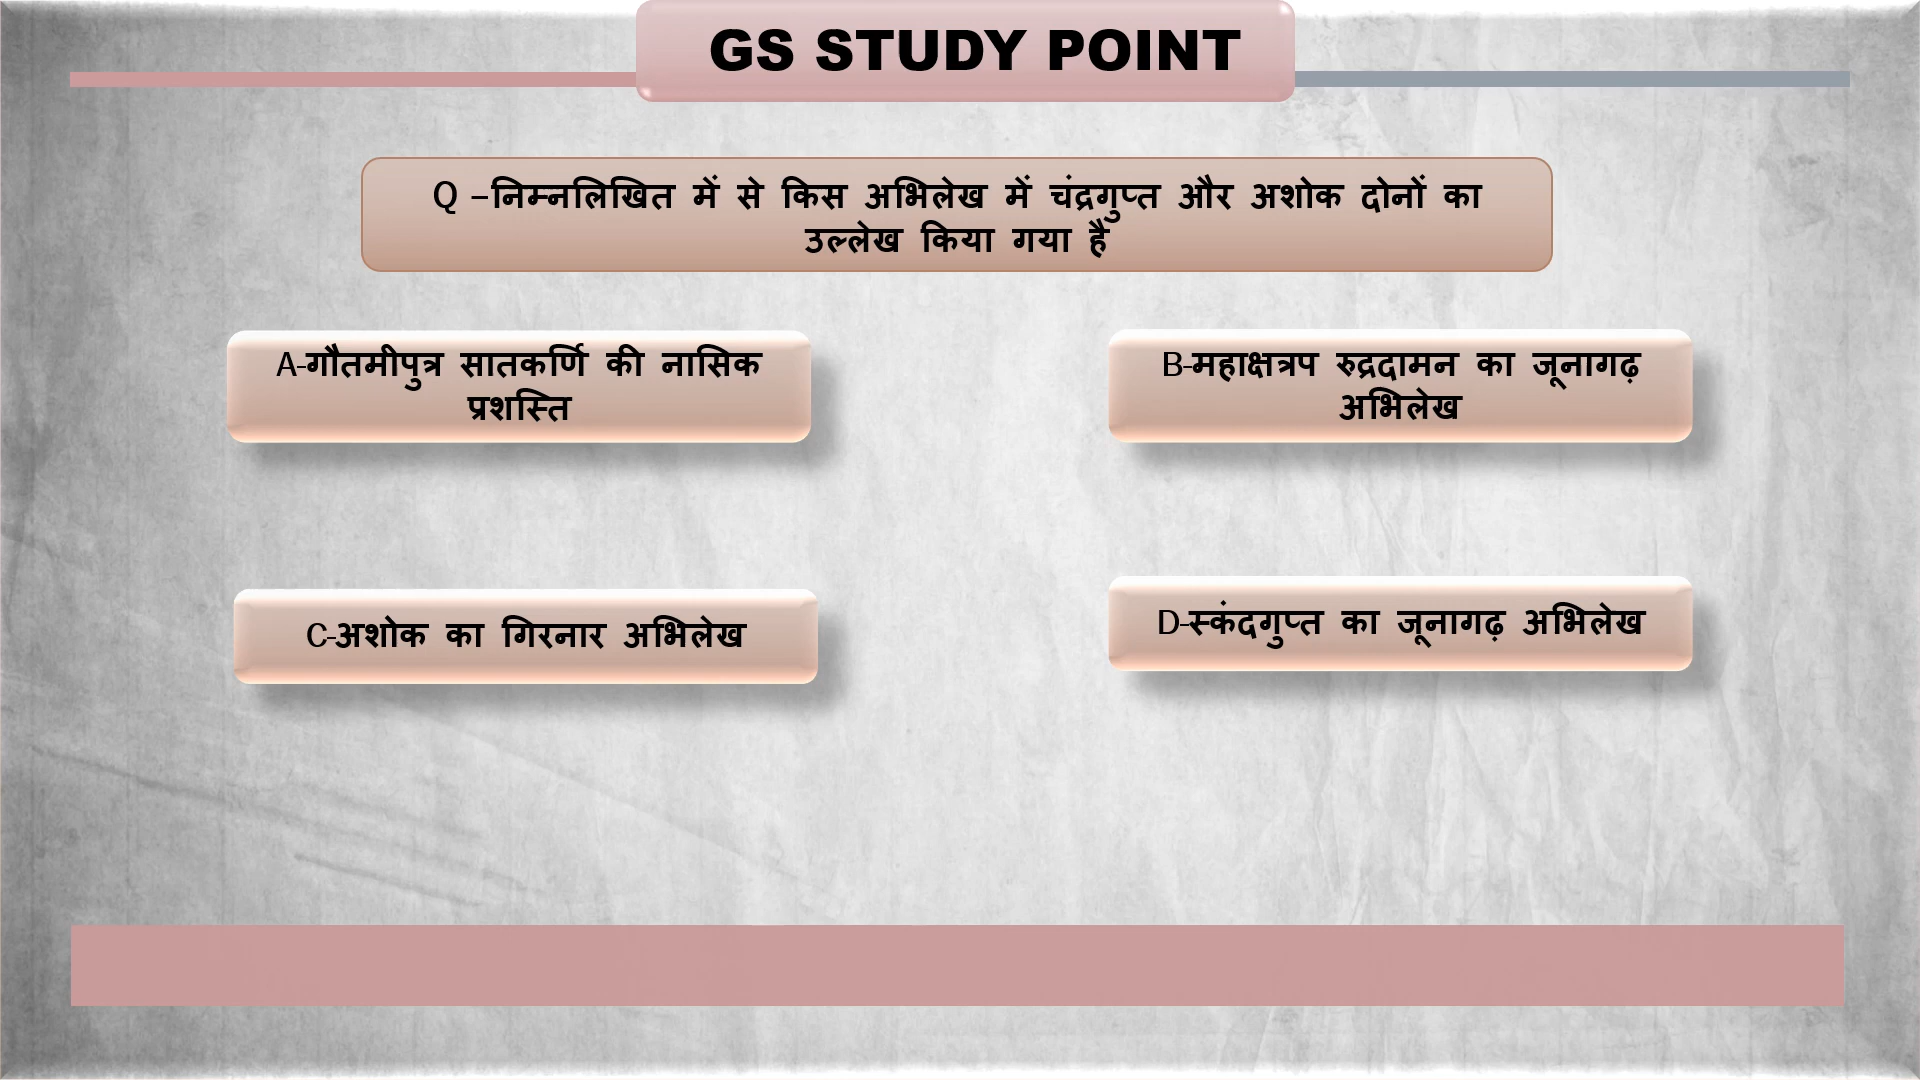 GS STUDY POINT
Q –निम्नलिखित में से किस अभिलेख में चंद्रगुप्त और अशोक दोनों का
उल्लेख किया गया है
A-गौतमीपुत्र सातकर्णि की नासिक
प्रशस्ति
B-महाक्षत्रप रुद्रदामन का जूनागढ़
अभिलेख
C-अशोक का गिरनार अभिलेख
D-स्कंदगुप्त का जूनागढ़ अभिलेख